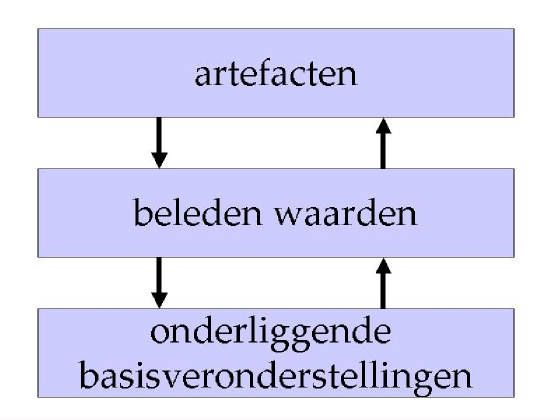 artefacten
beleden waarden
onderliggende
basisveronderstellingen